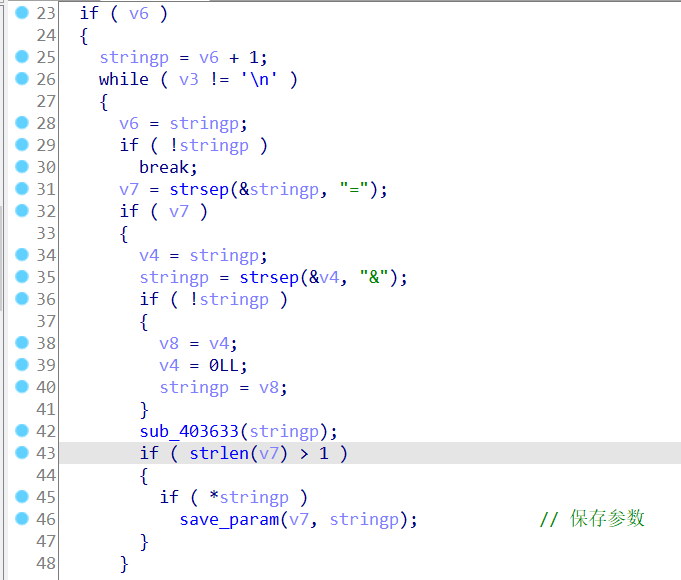 23 if ( v6 )
24 {
25 stringp = v6 + 1;
26 while ( v3 != '\n' )
27 {
28 v6 = stringp;
29 if ( !stringp )
30 break;
31 v7 = strsep(&stringp, "=");
32 if ( v7 )
33 {
34 v4 = stringp;
35 stringp = strsep(&v4, "&");
36 if ( !stringp )
37 {
38 v8 = v4;
39 v4 = 0LL;
40 stringp = v8;
41 }
42 sub_403633(stringp);
43 if ( strlen(v7) > 1 )
44 {
45 if ( *stringp )
46 save_param(v7, stringp); // 保存参数
47 }
48 }